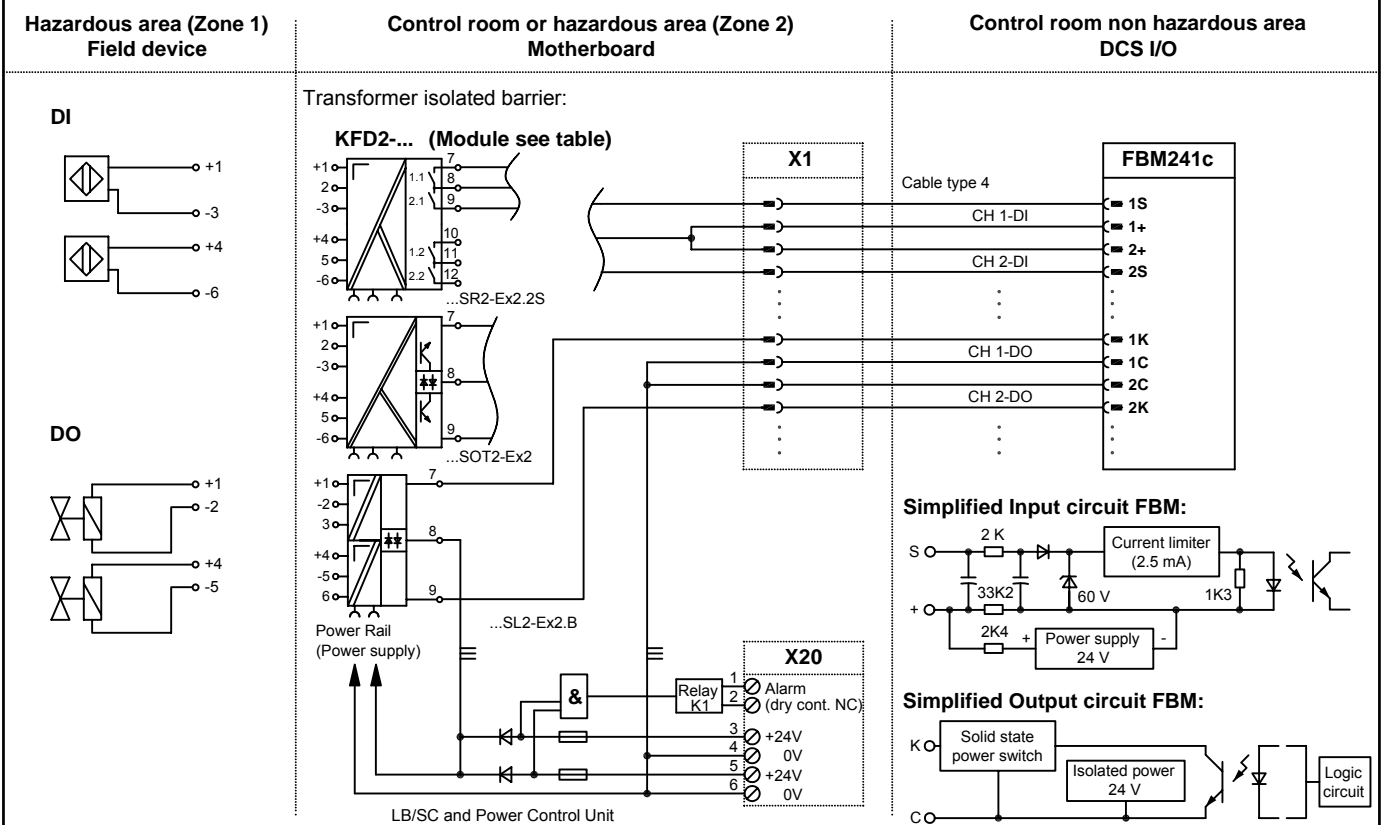 Hazardous area (Zone 1)
Field device
Control room or hazardous area (Zone 2)
Motherboard
Control room non hazardous area
DCS I/O
DI
+1
-3
+4
-6
DO
+1
-2
+4
-5
Transformer isolated barrier:
KFD2-... (Module see table)
+1
2
-3
+4
5
-6
1.1
2.1
1.2
2.2
7
8
9
10
11
12
...SR2-Ex2.2S
+1
2
-3
+4
5
-6
7
8
9
...SOT2-Ex2
+1
-2
3
+4
-5
6
7
8
9
...SL2-Ex2.B
Power Rail
(Power supply)
&
Relay
K1
X20
1
2
Alarm
(dry cont. NC)
3
+24V
4
0V
5
+24V
6
0V
LB/SC and Power Control Unit
X1
Cable type 4
CH 1-DI
CH 2-DI
CH 1-DO
CH 2-DO
FBM241c
1S
1+
2+
2S
1K
1C
2C
2K
Simplified Input circuit FBM:
S
2 K
Current limiter
(2.5 mA)
33K2
60 V
1K3
+
2K4
+
Power supply
24 V
-
Simplified Output circuit FBM:
K
Solid state
power switch
Isolated power
24 V
Logic
circuit
C